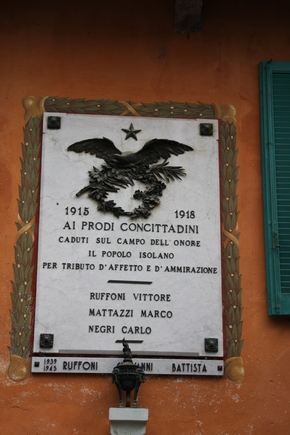 1915 1918
AI PRODI CONCITTADINI
CADUTI SUL CAMPO DELL'ONORE
IL POPOLO ISOLANO
PER TRIBUTO D'AFFETTO E D'AMMIRAZIONE
RUFFONI VITTORE
MATTAZZI MARCO
NEGRI CARLO
1939
1945 RUFFONI BATTISTA